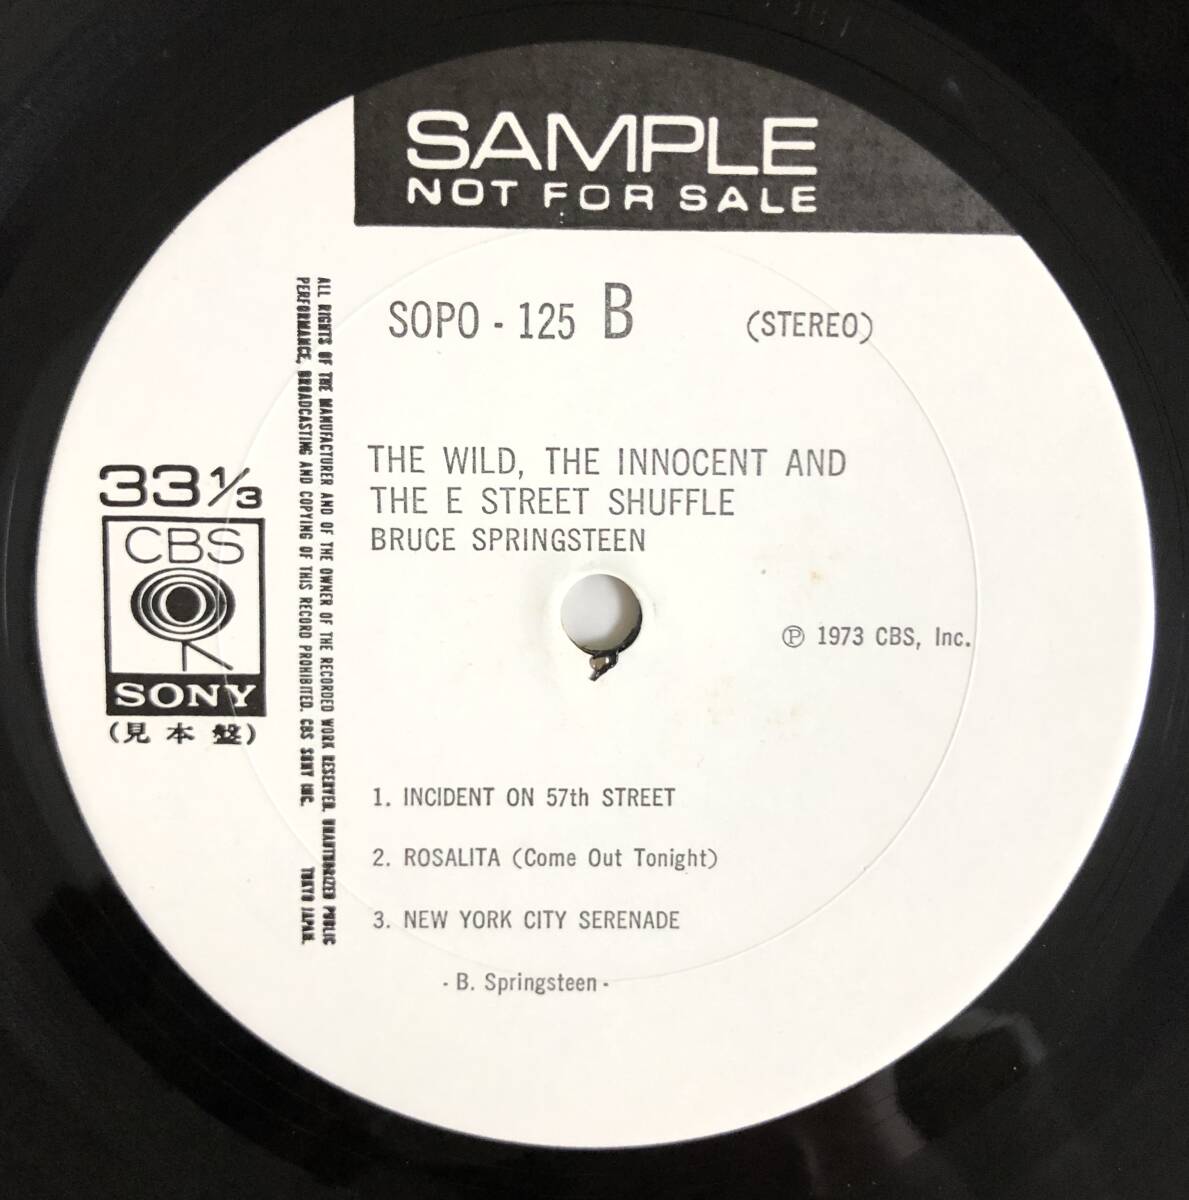 SAMPLE
NOT FOR SALE
SOPO - 125 B (STEREO)
THE WILD, THE INNOCENT AND
THE E STREET SHUFFLE
BRUCE SPRINGSTEEN
33 1/3
CBS
SONY
(見本盤)
ALL RIGHTS OF THE MANUFACTURER AND OF THE OWNER OF THE RECORDED WORK RESERVED. UNAUTHORIZED PUBLIC
PERFORMANCE, BROADCASTING AND COPYING OF THIS RECORD PROHIBITED. CBS SONY INC. TOKYO JAPAN.
Ⓟ 1973 CBS, Inc.
1. INCIDENT ON 57th STREET
2. ROSALITA (Come Out Tonight)
3. NEW YORK CITY SERENADE
- B. Springsteen -